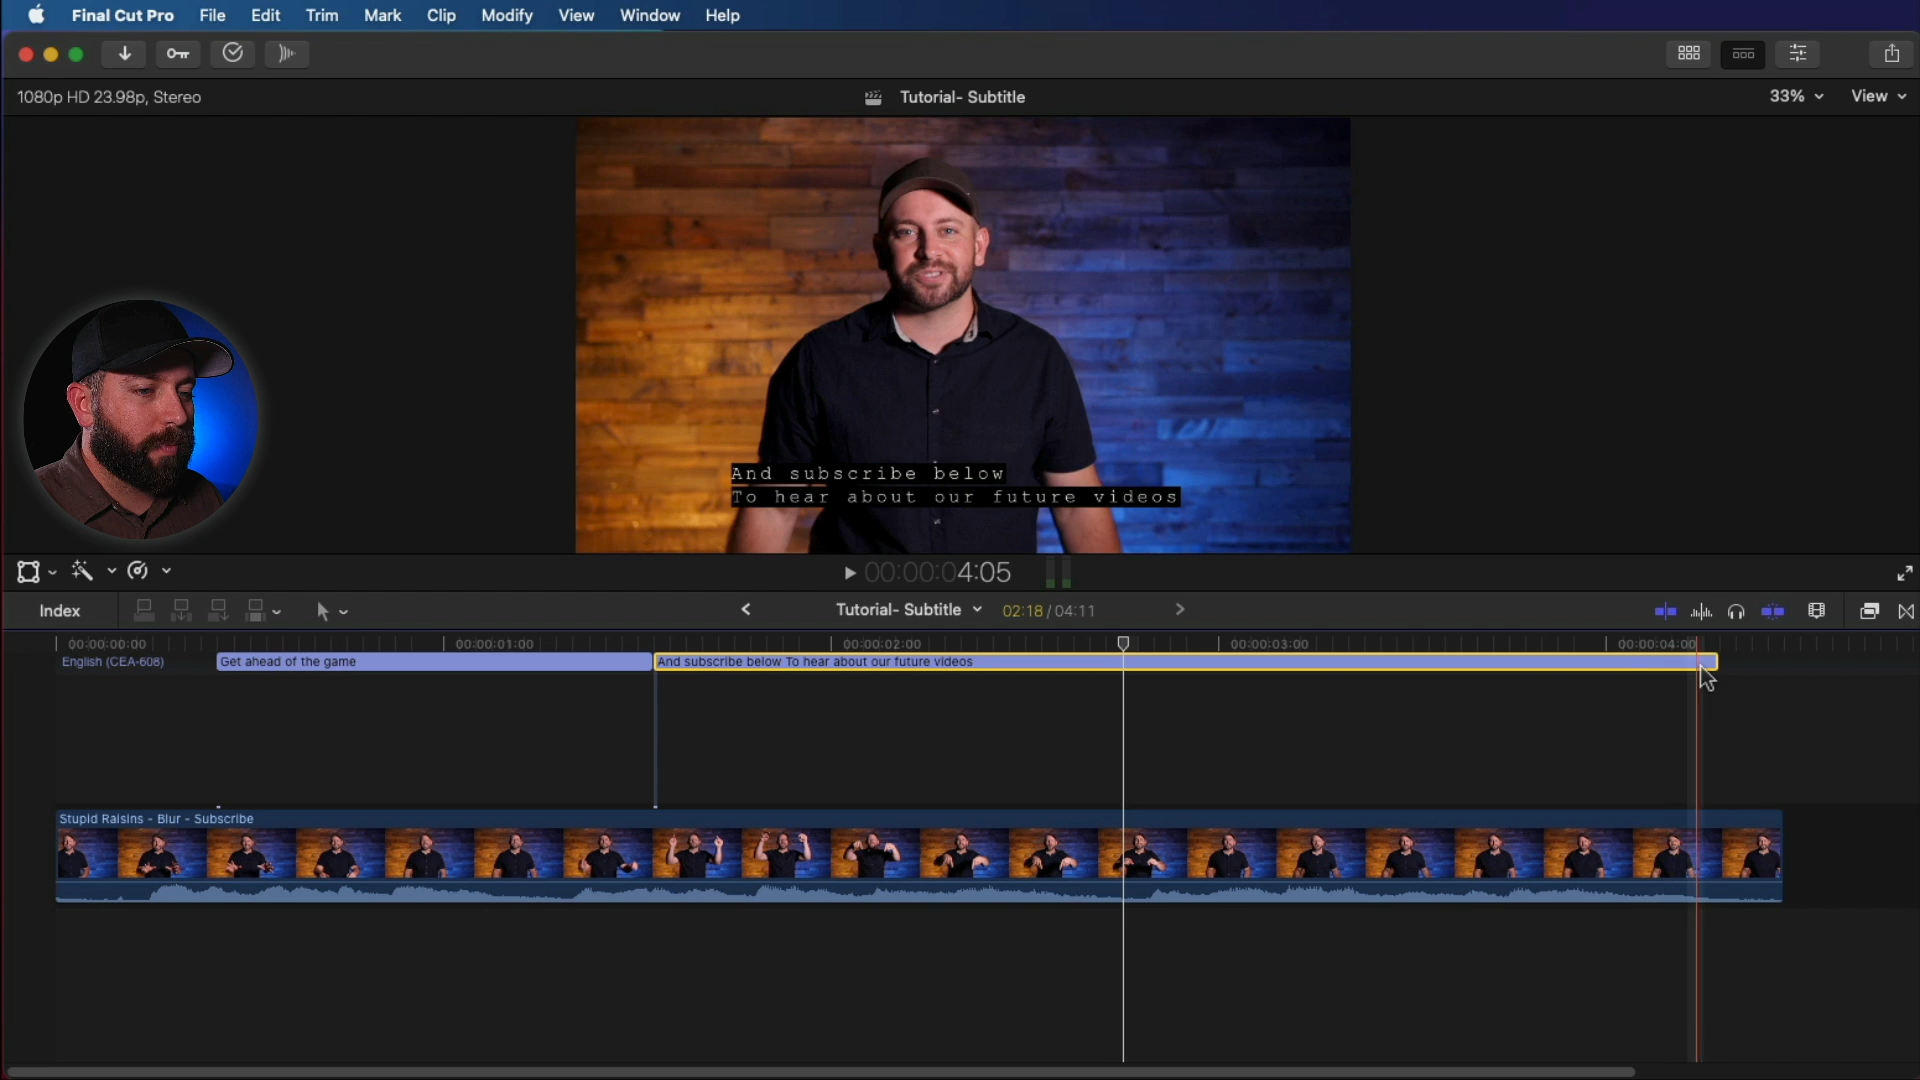 Final Cut Pro File Edit Trim Mark Clip Modify View Window Help
1080p HD 23.98p, Stereo
Tutorial- Subtitle
33%
View
And subscribe below
To hear about our future videos
00:00:04:05
Index
Tutorial- Subtitle
02:18 / 04:11
00:00:00:00
00:00:01:00
00:00:02:00
00:00:03:00
00:00:04:00
English (CEA-608)
Get ahead of the game
And subscribe below To hear about our future videos
Stupid Raisins - Blur - Subscribe